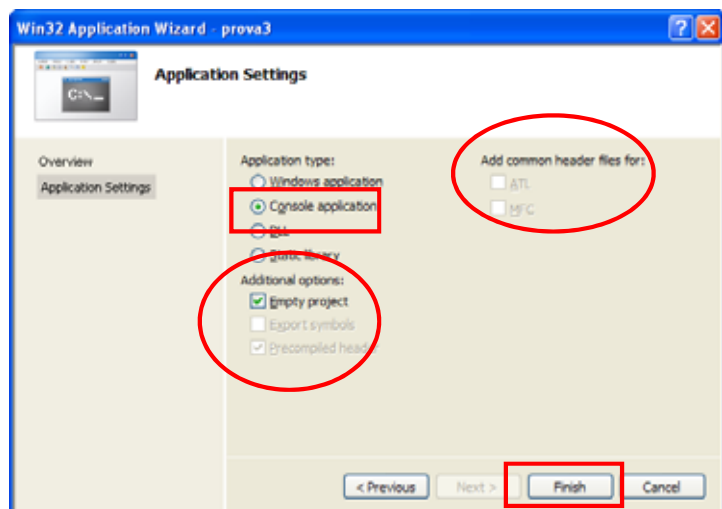 Win32 Application Wizard - prova3
C:\_
Application Settings
Overview
Application Settings
Application type:
Windows application
Console application
DLL
Static library
Additional options:
Empty project
Export symbols
Precompiled header
Add common header files for:
ATL
MFC
< Previous
Next >
Finish
Cancel